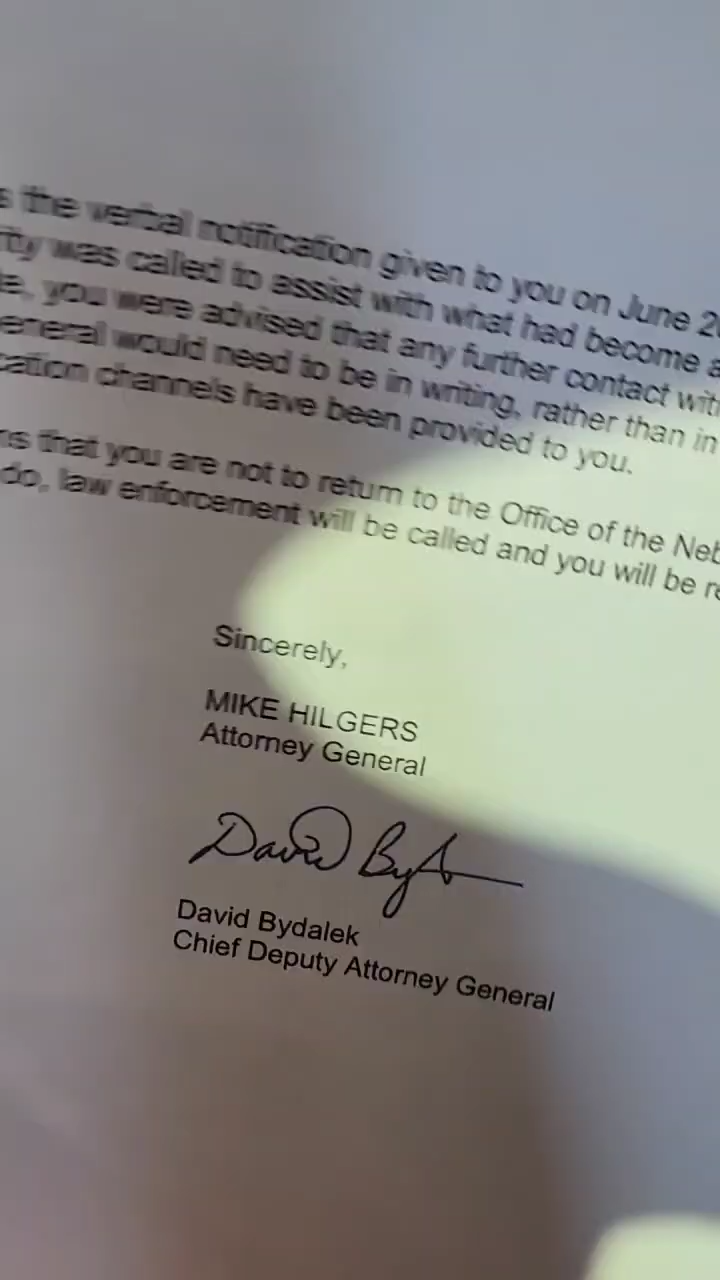 the verbal notification given to you on June
was called to assist with what had become
you were advised that any further contact
would need to be in writing, rather than in
channels have been provided to you.
that you are not to return to the Office of the
do, law enforcement will be called and you will be
Sincerely,
MIKE HILGERS
Attorney General
David
David Bydalek
Chief Deputy Attorney General